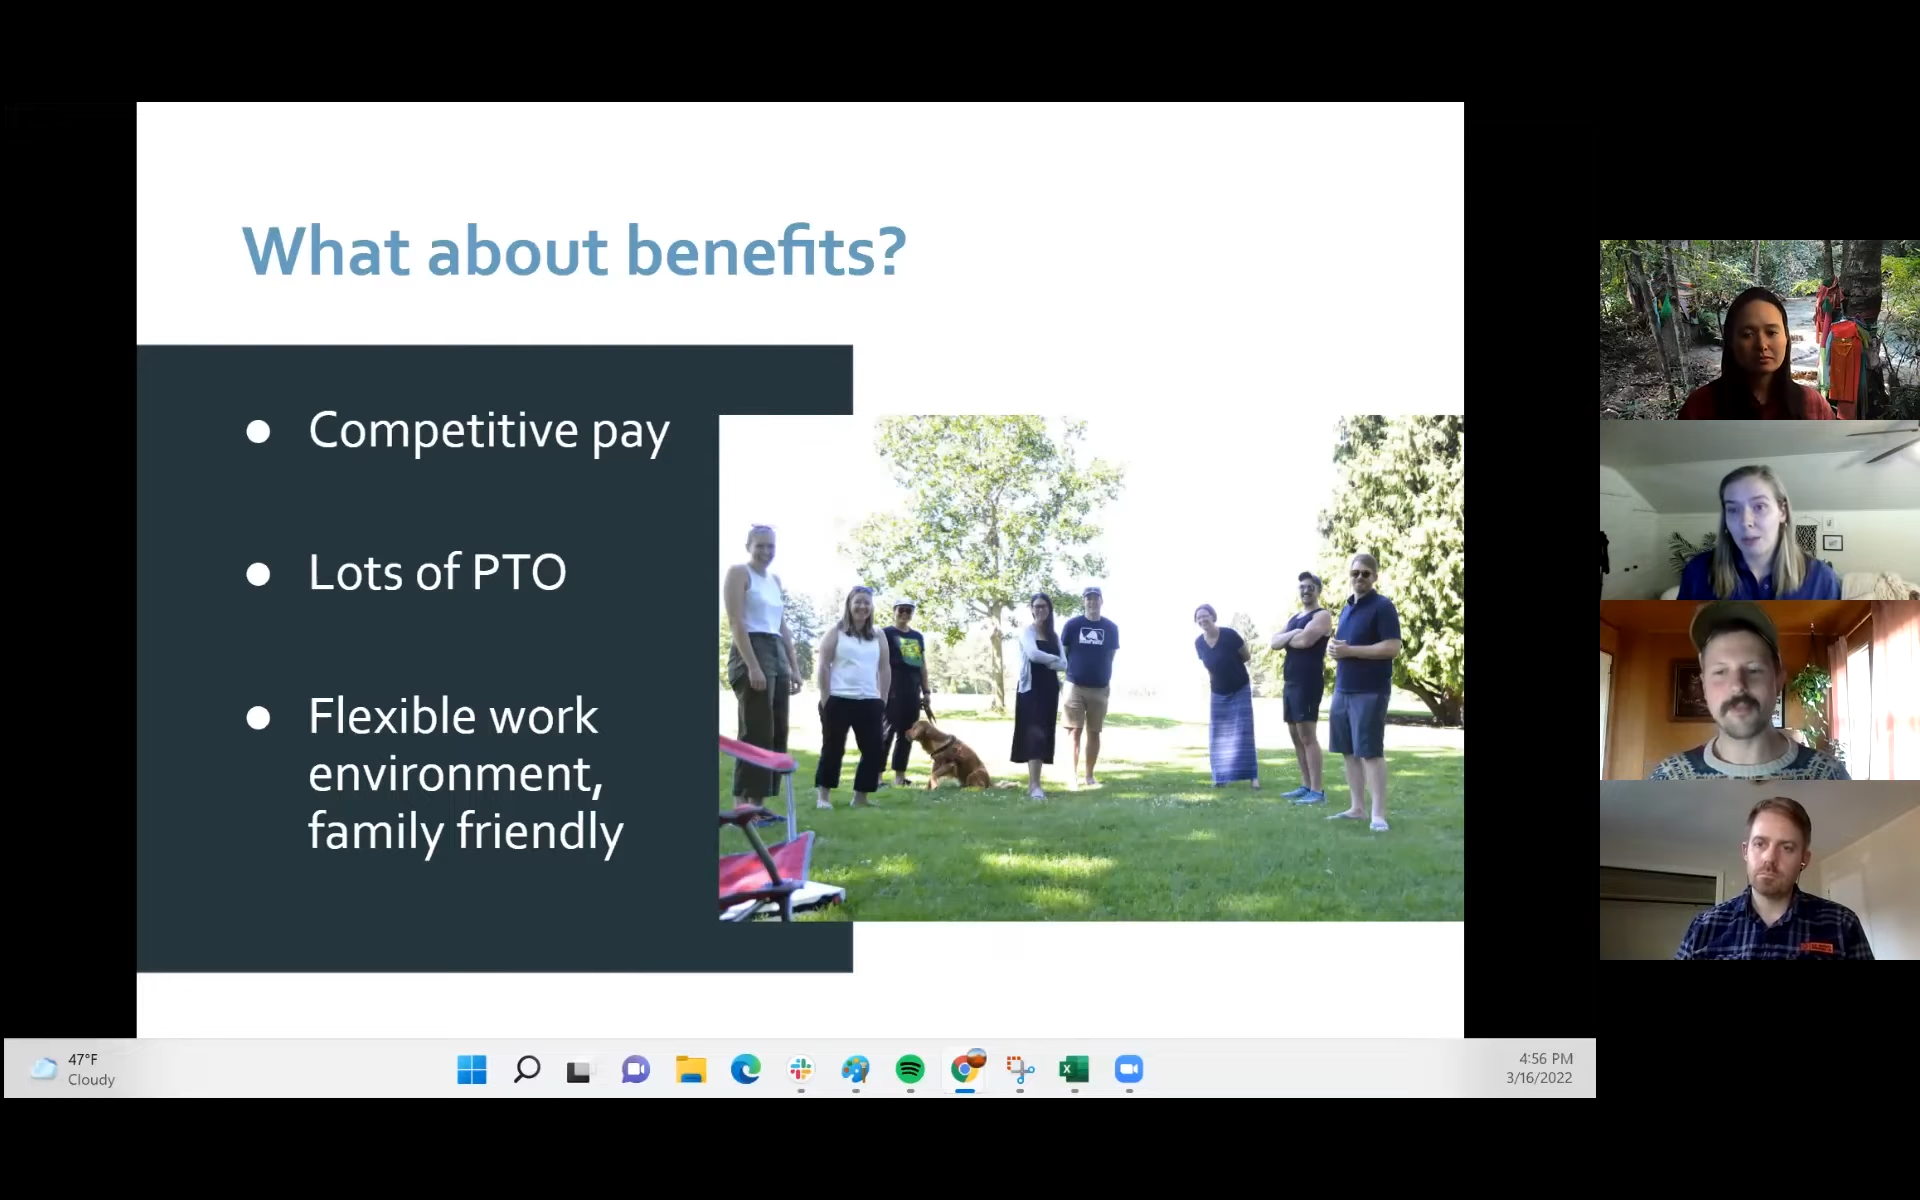 What about benefits?
● Competitive pay
● Lots of PTO
● Flexible work
environment,
family friendly
47°F
Cloudy
4:56 PM
3/16/2022